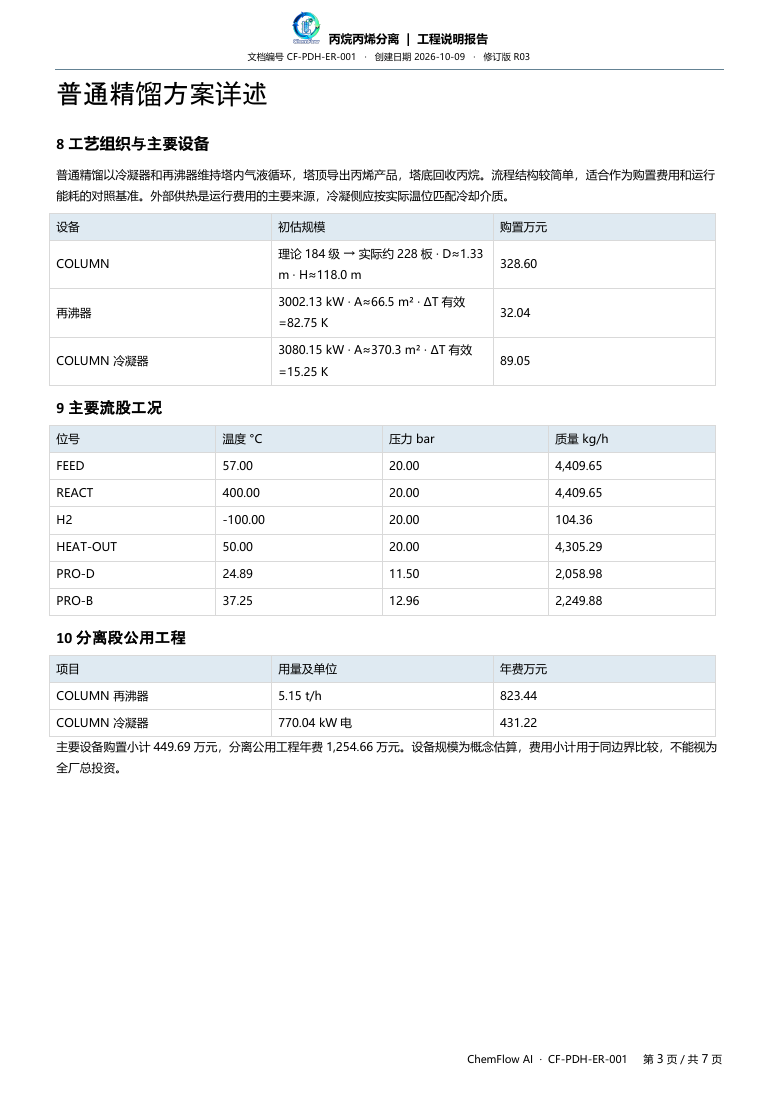 丙烷丙烯分离 | 工程说明报告
文档编号 CF-PDH-ER-001 · 创建日期 2026-10-09 · 修订版 R03
普通精馏方案详述
8 工艺组织与主要设备
普通精馏以冷凝器和再沸器维持塔内气液循环，塔顶导出丙烯产品，塔底回收丙烷。流程结构较简单，适合作为购置费用和运行
能耗的对照基准。外部供热是运行费用的主要来源，冷凝侧应按实际温位匹配冷却介质。
设备 初估规模 购置万元
COLUMN 理论 184 级 → 实际约 228 板 · D≈1.33
m · H≈118.0 m 328.60
再沸器 3002.13 kW · A≈66.5 m² · ΔT 有效
=82.75 K 32.04
COLUMN 冷凝器 3080.15 kW · A≈370.3 m² · ΔT 有效
=15.25 K 89.05
9 主要流股工况
位号 温度 °C 压力 bar 质量 kg/h
FEED 57.00 20.00 4,409.65
REACT 400.00 20.00 4,409.65
H2 -100.00 20.00 104.36
HEAT-OUT 50.00 20.00 4,305.29
PRO-D 24.89 11.50 2,058.98
PRO-B 37.25 12.96 2,249.88
10 分离段公用工程
项目 用量及单位 年费万元
COLUMN 再沸器 5.15 t/h 823.44
COLUMN 冷凝器 770.04 kW 电 431.22
主要设备购置小计 449.69 万元，分离公用工程年费 1,254.66 万元。设备规模为概念估算，费用小计用于同边界比较，不能视为
全厂总投资。
ChemFlow AI · CF-PDH-ER-001 第 3 页 / 共 7 页